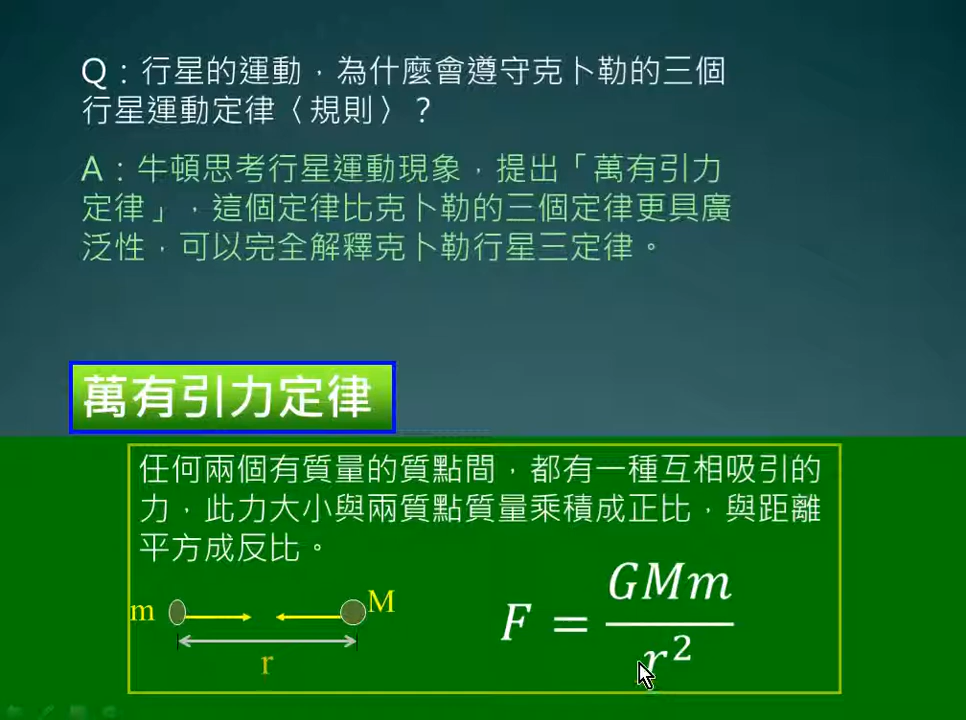 Q：行星的運動，為什麼會遵守克卜勒的三個
行星運動定律〈規則〉？
A：牛頓思考行星運動現象，提出「萬有引力
定律」，這個定律比克卜勒的三個定律更具廣
泛性，可以完全解釋克卜勒行星三定律。
萬有引力定律
任何兩個有質量的質點間，都有一種互相吸引的
力，此力大小與兩質點質量乘積成正比，與距離
平方成反比。
m M
r
F = GMm / r²